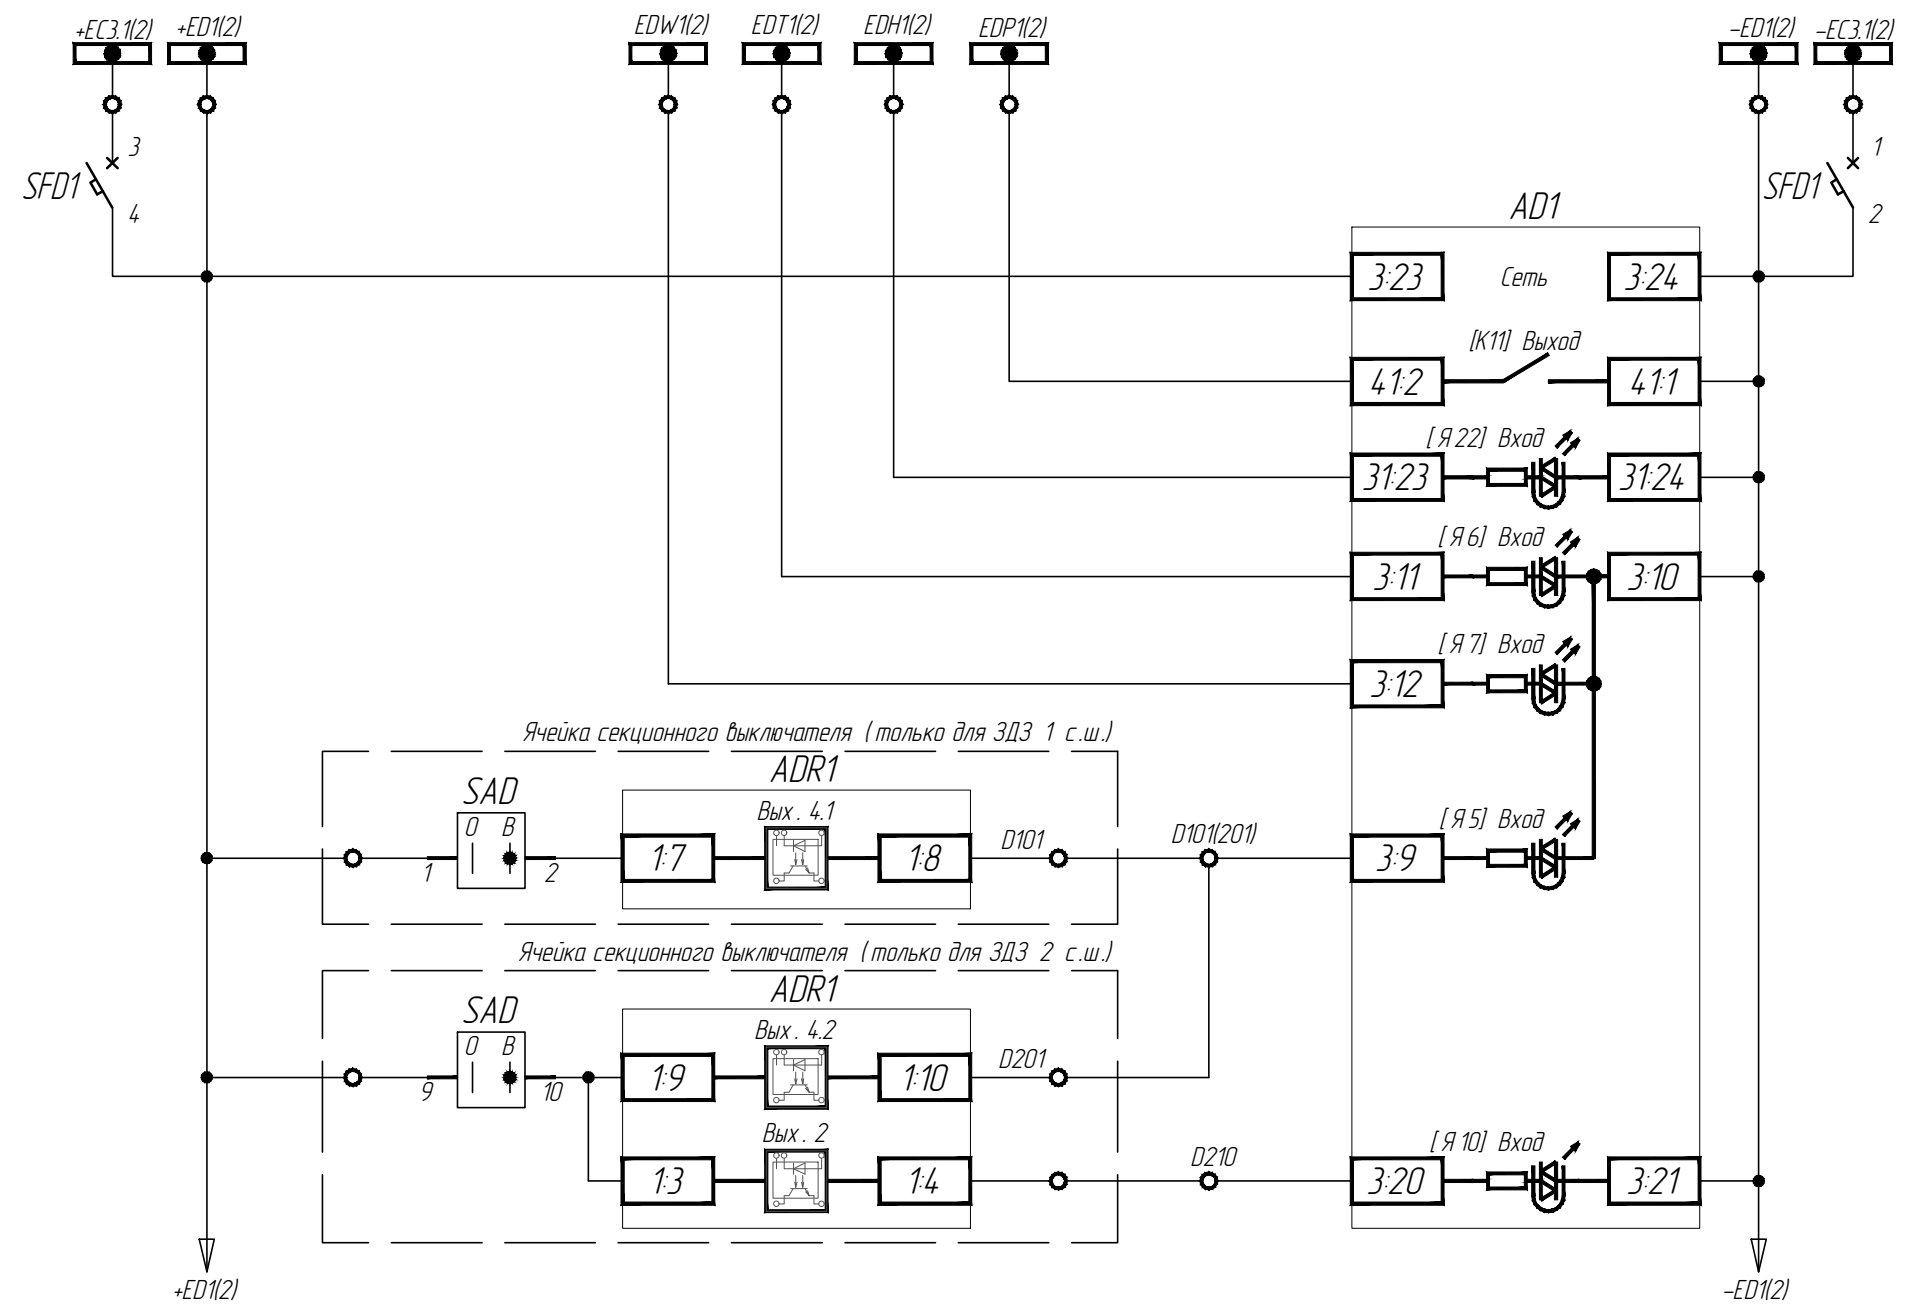 +EC3.1(2) +ED1(2) EDW1(2) EDT1(2) EDH1(2) EDP1(2) -ED1(2) -EC3.1(2)
3 1
SFD1 SFD1
4 2
AD1
3:23 Сеть 3:24
[К11] Выход
41:2 41:1
[Я22] Вход
31:23 31:24
[Я6] Вход
3:11 3:10
[Я7] Вход
3:12
Ячейка секционного выключателя (только для ЗДЗ 1 с.ш.)
SAD ADR1
О В Вых. 4.1 [Я5] Вход
1 2 1:7 1:8 D101 D101(201) 3:9
Ячейка секционного выключателя (только для ЗДЗ 2 с.ш.)
SAD ADR1
О В Вых. 4.2
9 10 1:9 1:10 D201
Вых. 2 [Я10] Вход
1:3 1:4 D210 3:20 3:21
+ED1(2) -ED1(2)